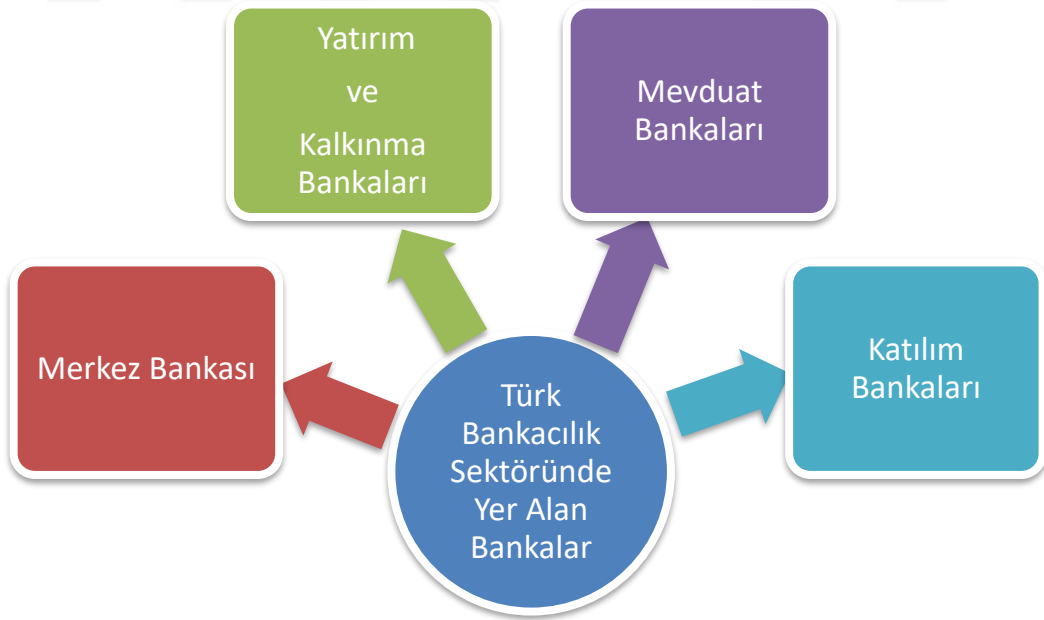 Yatırım
ve
Kalkınma
Bankaları
Mevduat
Bankaları
Merkez Bankası
Katılım
Bankaları
Türk
Bankacılık
Sektöründe
Yer Alan
Bankalar